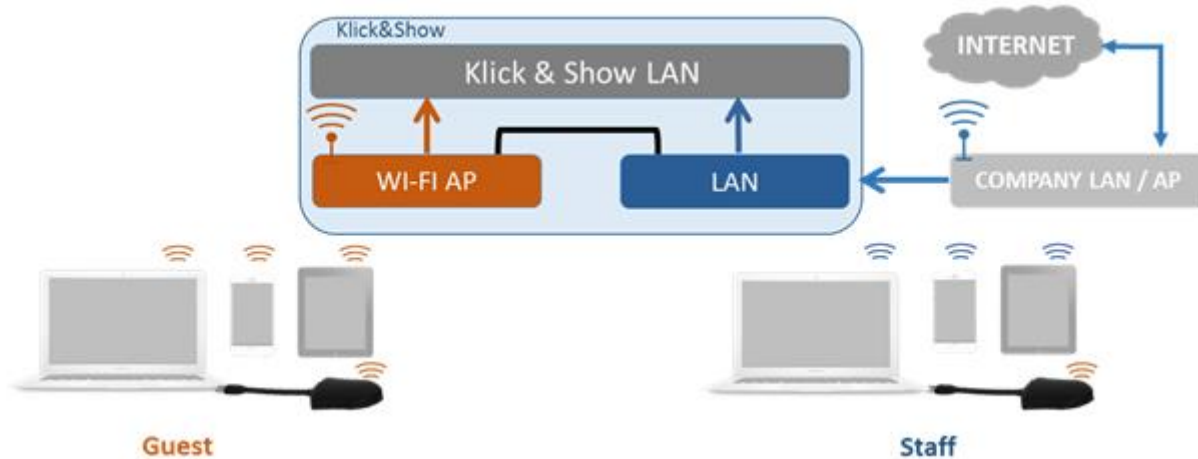 Klick&Show
Klick & Show LAN
INTERNET
WI-FI AP
LAN
COMPANY LAN / AP
Guest
Staff